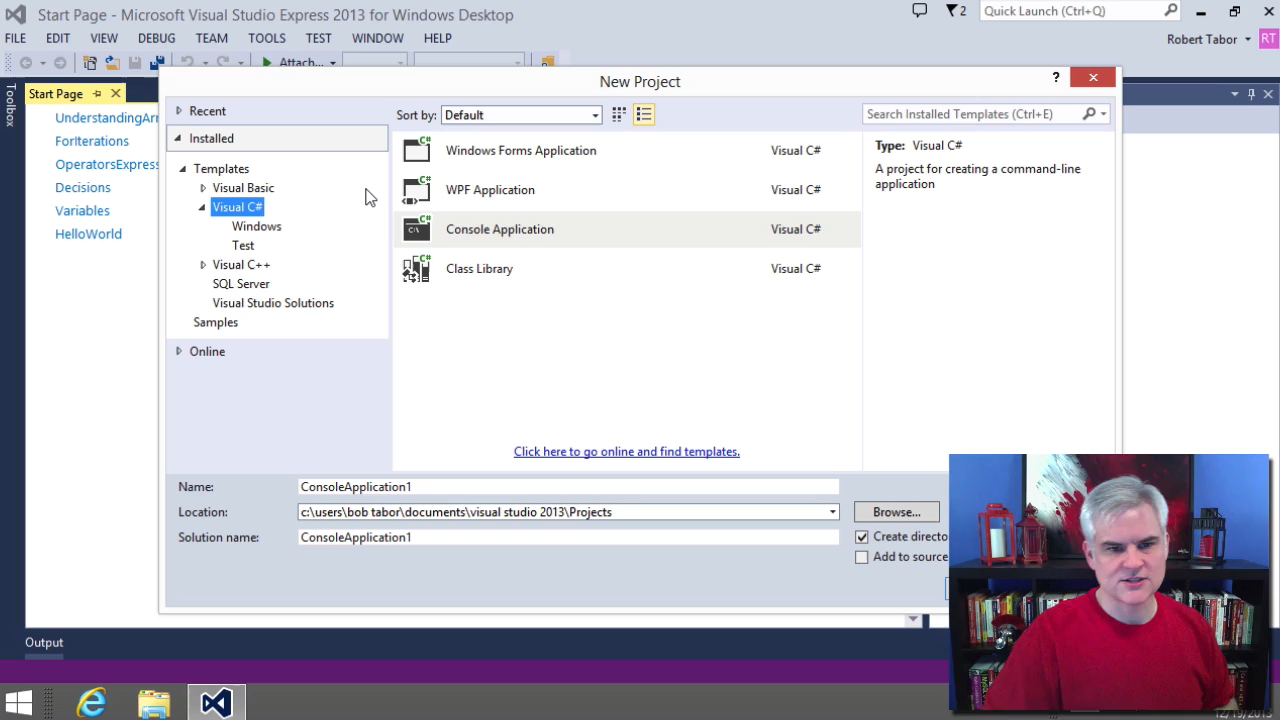 Start Page - Microsoft Visual Studio Express 2013 for Windows Desktop
2
Quick Launch (Ctrl+Q)
FILE EDIT VIEW DEBUG TEAM TOOLS TEST WINDOW HELP
Robert Tabor
RT
Attach...
Toolbox
Start Page
UnderstandingArr
ForIterations
OperatorsExpress
Decisions
Variables
HelloWorld
New Project
?
Recent
Installed
Templates
Visual Basic
Visual C#
Windows
Test
Visual C++
SQL Server
Visual Studio Solutions
Samples
Online
Sort by: Default
Search Installed Templates (Ctrl+E)
C# Windows Forms Application Visual C#
C# WPF Application Visual C#
C# C:\ Console Application Visual C#
C# Class Library Visual C#
Type: Visual C#
A project for creating a command-line
application
Click here to go online and find templates.
Name: ConsoleApplication1
Location: c:\users\bob tabor\documents\visual studio 2013\Projects
Browse...
Solution name: ConsoleApplication1
Create directo
Add to source
Output
12/19/2013